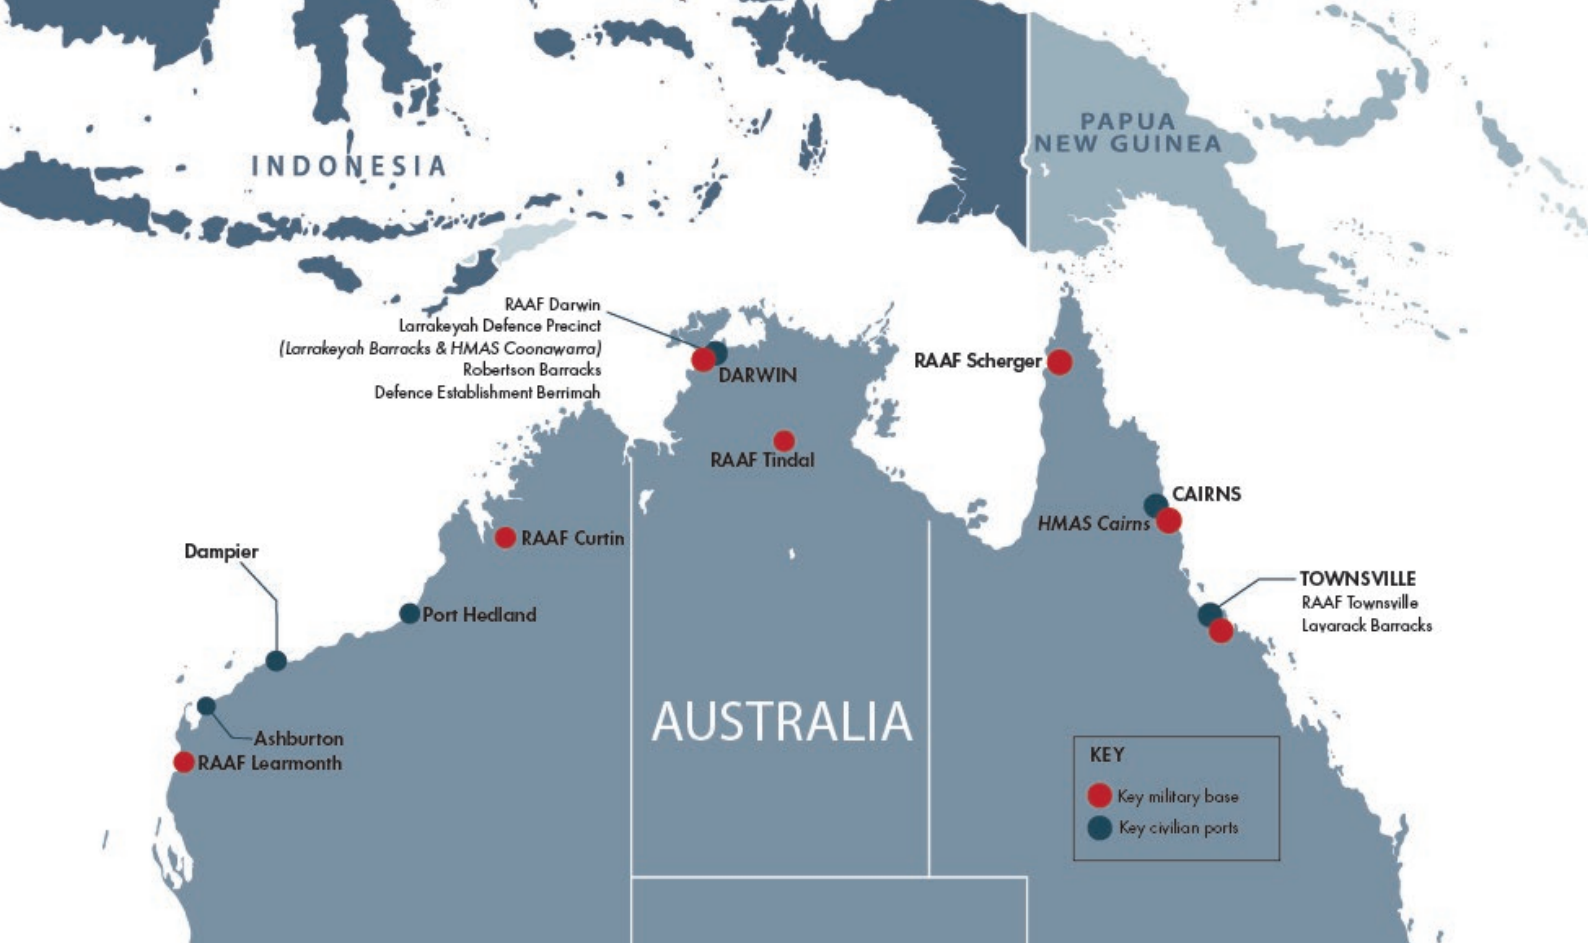 INDONESIA
PAPUA
NEW GUINEA
RAAF Darwin
Larrakeyah Defence Precinct
(Larrakeyah Barracks & HMAS Coonawarra)
Robertson Barracks
Defence Establishment Berrimah
DARWIN
RAAF Scherger
RAAF Tindal
CAIRNS
HMAS Cairns
RAAF Curtin
Dampier
TOWNSVILLE
RAAF Townsville
Lavarack Barracks
Port Hedland
AUSTRALIA
Ashburton
RAAF Learmonth
KEY
Key military base
Key civilian ports